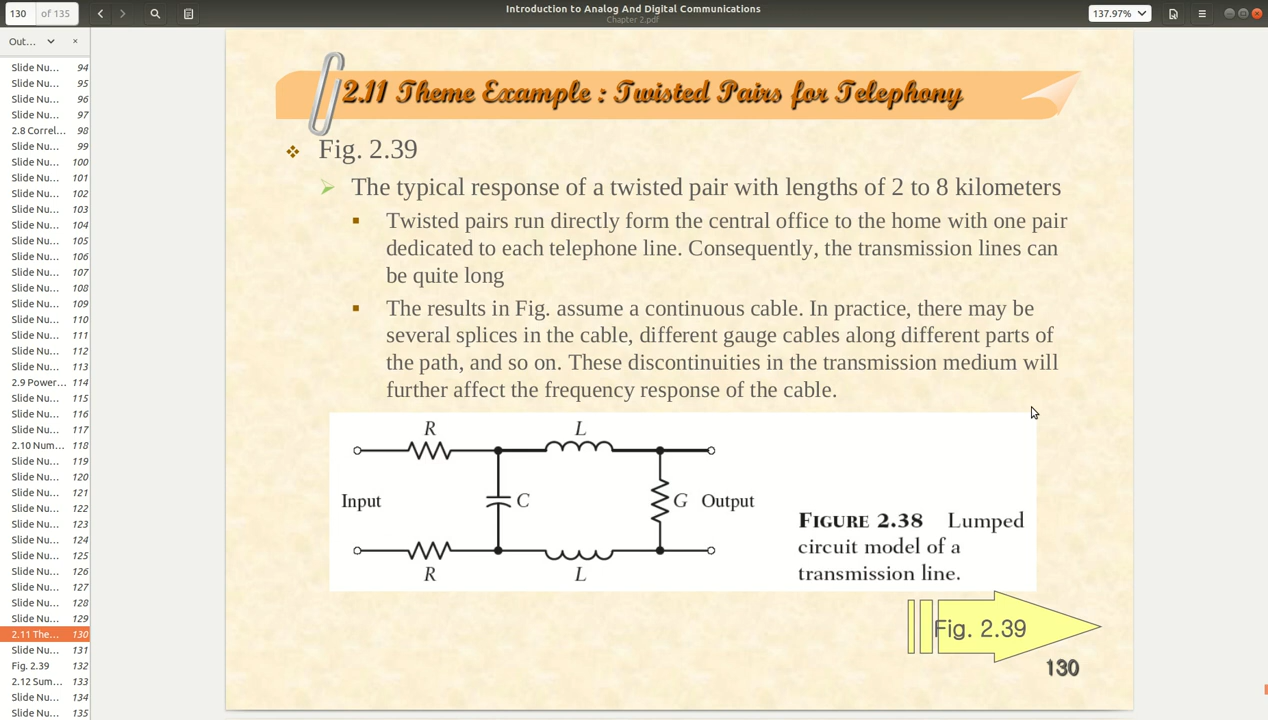 130 of 135
Introduction to Analog And Digital Communications
Chapter 2.pdf
137.97%
Out...
Slide Nu... 94
Slide Nu... 95
Slide Nu... 96
Slide Nu... 97
2.8 Correl... 98
Slide Nu... 99
Slide Nu... 100
Slide Nu... 101
Slide Nu... 102
Slide Nu... 103
Slide Nu... 104
Slide Nu... 105
Slide Nu... 106
Slide Nu... 107
Slide Nu... 108
Slide Nu... 109
Slide Nu... 110
Slide Nu... 111
Slide Nu... 112
Slide Nu... 113
2.9 Power... 114
Slide Nu... 115
Slide Nu... 116
Slide Nu... 117
2.10 Num... 118
Slide Nu... 119
Slide Nu... 120
Slide Nu... 121
Slide Nu... 122
Slide Nu... 123
Slide Nu... 124
Slide Nu... 125
Slide Nu... 126
Slide Nu... 127
Slide Nu... 128
Slide Nu... 129
2.11 The... 130
Slide Nu... 131
Fig. 2.39 132
2.12 Sum... 133
Slide Nu... 134
Slide Nu... 135
2.11 Theme Example : Twisted Pairs for Telephony
Fig. 2.39
The typical response of a twisted pair with lengths of 2 to 8 kilometers
Twisted pairs run directly form the central office to the home with one pair
dedicated to each telephone line. Consequently, the transmission lines can
be quite long
The results in Fig. assume a continuous cable. In practice, there may be
several splices in the cable, different gauge cables along different parts of
the path, and so on. These discontinuities in the transmission medium will
further affect the frequency response of the cable.
R L
Input C G Output
R L
FIGURE 2.38 Lumped
circuit model of a
transmission line.
Fig. 2.39
130